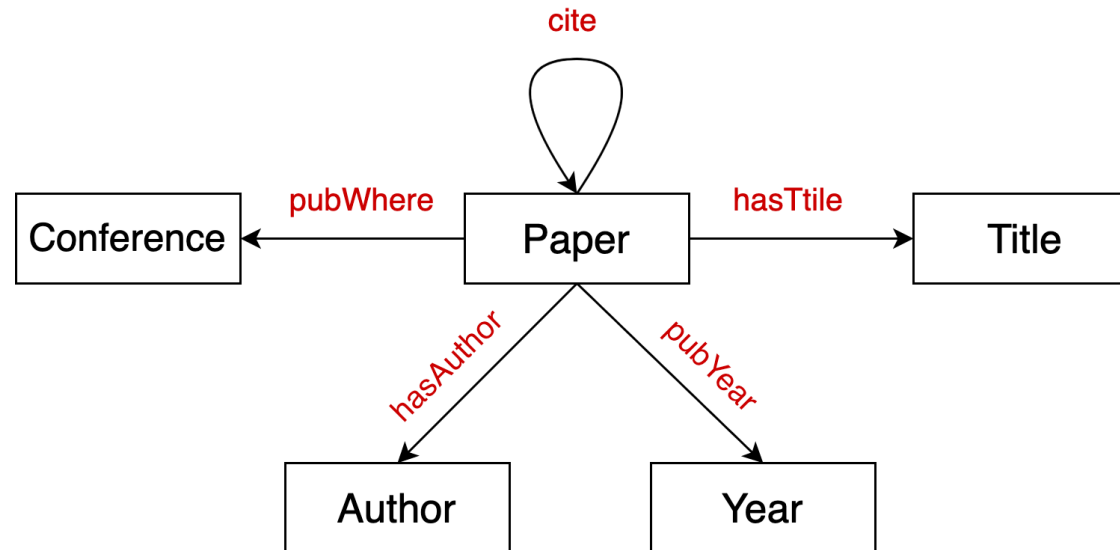 cite
pubWhere
hasTtile
Conference
Paper
Title
hasAuthor
pubYear
Author
Year